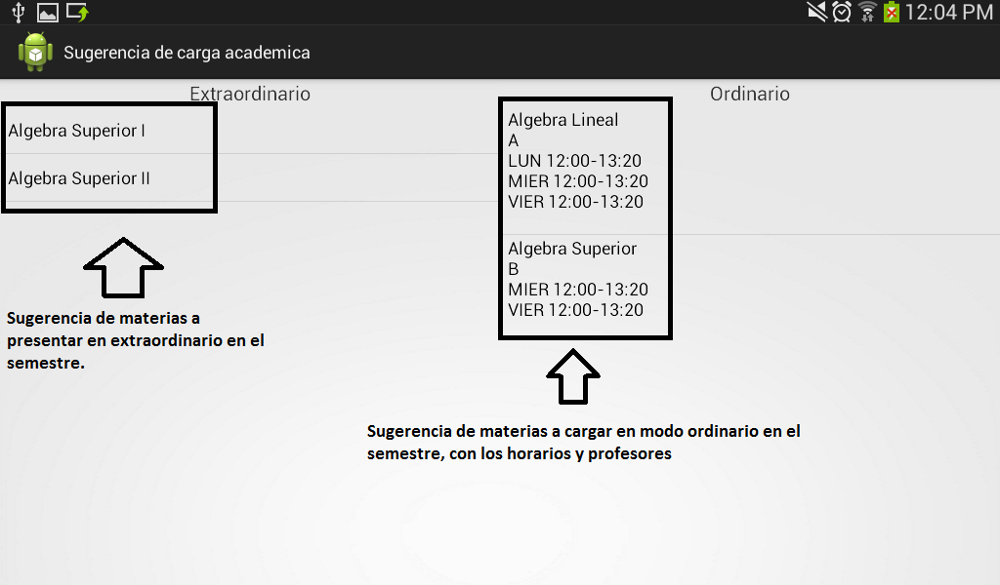 12:04 PM
Sugerencia de carga academica
Extraordinario
Algebra Superior I
Algebra Superior II
Sugerencia de materias a
presentar en extraordinario en el
semestre.
Ordinario
Algebra Lineal
A
LUN 12:00-13:20
MIER 12:00-13:20
VIER 12:00-13:20
Algebra Superior
B
MIER 12:00-13:20
VIER 12:00-13:20
Sugerencia de materias a cargar en modo ordinario en el
semestre, con los horarios y profesores